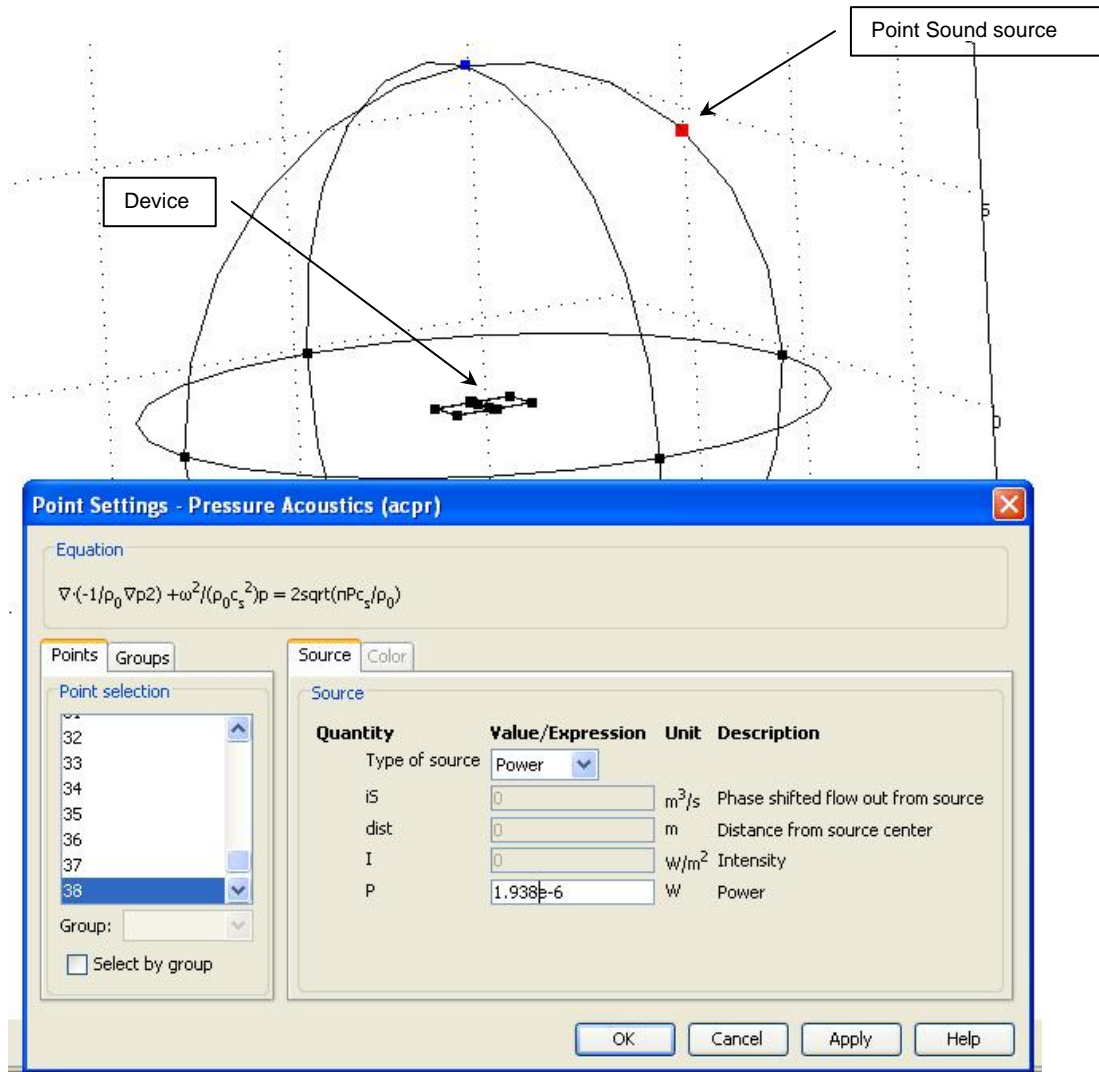 Point Sound source
5
Device
0
Point Settings - Pressure Acoustics (acpr)
Equation
∇·(-1/ρ₀ ∇p2) +ω²/(ρ₀cₛ²)p = 2sqrt(πPcₛ/ρ₀)
Points Groups
Point selection
32
33
34
35
36
37
38
Group:
Select by group
Source Color
Source
Quantity Value/Expression Unit Description
Type of source Power
iS 0 m³/s Phase shifted flow out from source
dist 0 m Distance from source center
I 0 W/m² Intensity
P 1.938e-6 W Power
OK Cancel Apply Help